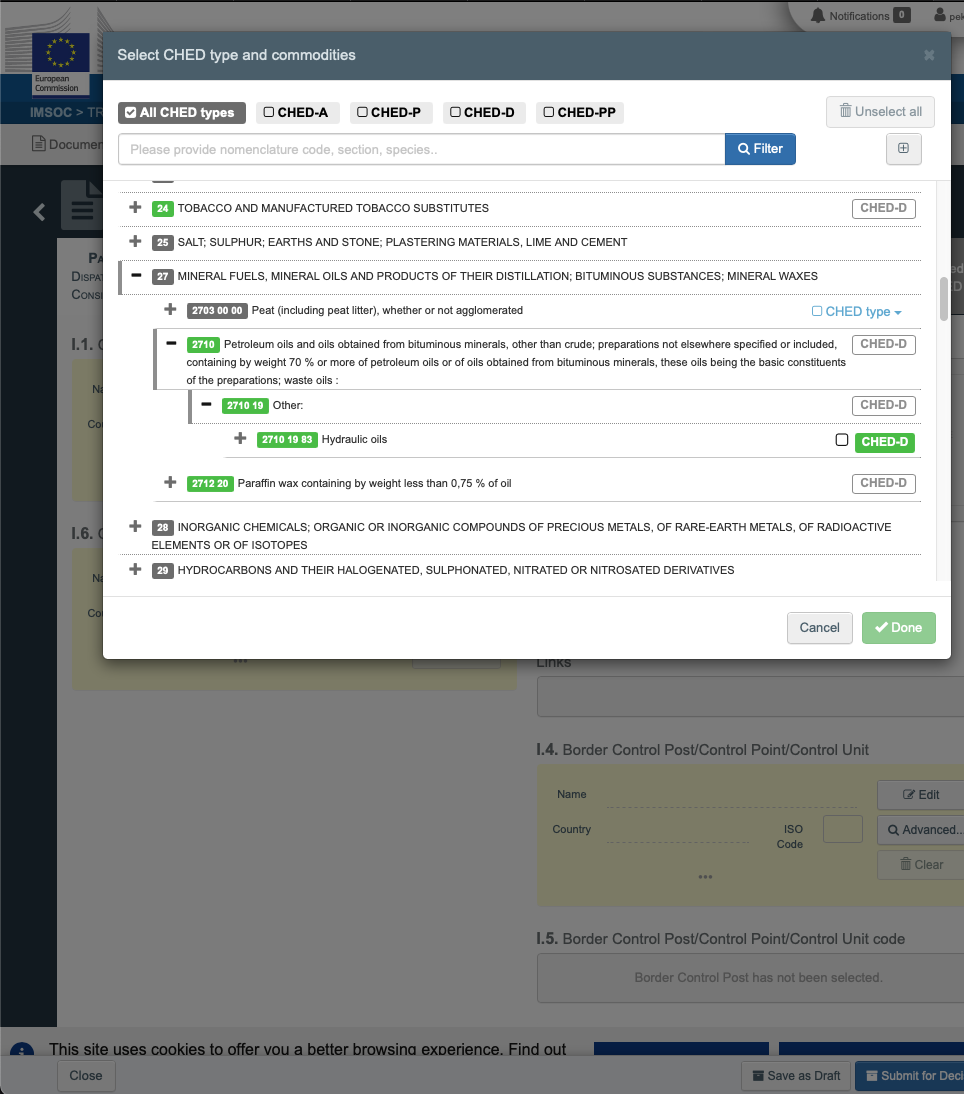 Notifications 0
pek
European
Commission
IMSOC > TR
Documen
Select CHED type and commodities
All CHED types
CHED-A
CHED-P
CHED-D
CHED-PP
Unselect all
Please provide nomenclature code, section, species..
Filter
24 TOBACCO AND MANUFACTURED TOBACCO SUBSTITUTES CHED-D
25 SALT; SULPHUR; EARTHS AND STONE; PLASTERING MATERIALS, LIME AND CEMENT
27 MINERAL FUELS, MINERAL OILS AND PRODUCTS OF THEIR DISTILLATION; BITUMINOUS SUBSTANCES; MINERAL WAXES
2703 00 00 Peat (including peat litter), whether or not agglomerated CHED type
2710 Petroleum oils and oils obtained from bituminous minerals, other than crude; preparations not elsewhere specified or included, CHED-D
containing by weight 70 % or more of petroleum oils or of oils obtained from bituminous minerals, these oils being the basic constituents
of the preparations; waste oils :
2710 19 Other: CHED-D
2710 19 83 Hydraulic oils CHED-D
2712 20 Paraffin wax containing by weight less than 0,75 % of oil CHED-D
28 INORGANIC CHEMICALS; ORGANIC OR INORGANIC COMPOUNDS OF PRECIOUS METALS, OF RARE-EARTH METALS, OF RADIOACTIVE
ELEMENTS OR OF ISOTOPES
29 HYDROCARBONS AND THEIR HALOGENATED, SULPHONATED, NITRATED OR NITROSATED DERIVATIVES
Cancel
Done
PA
DISPAT
CONSI
I.1.
Na
Co
I.6.
Na
Co
Links
I.4. Border Control Post/Control Point/Control Unit
Name
Edit
Country
ISO
Code
Advanced...
Clear
I.5. Border Control Post/Control Point/Control Unit code
Border Control Post has not been selected.
This site uses cookies to offer you a better browsing experience. Find out
Close
Save as Draft
Submit for Deci